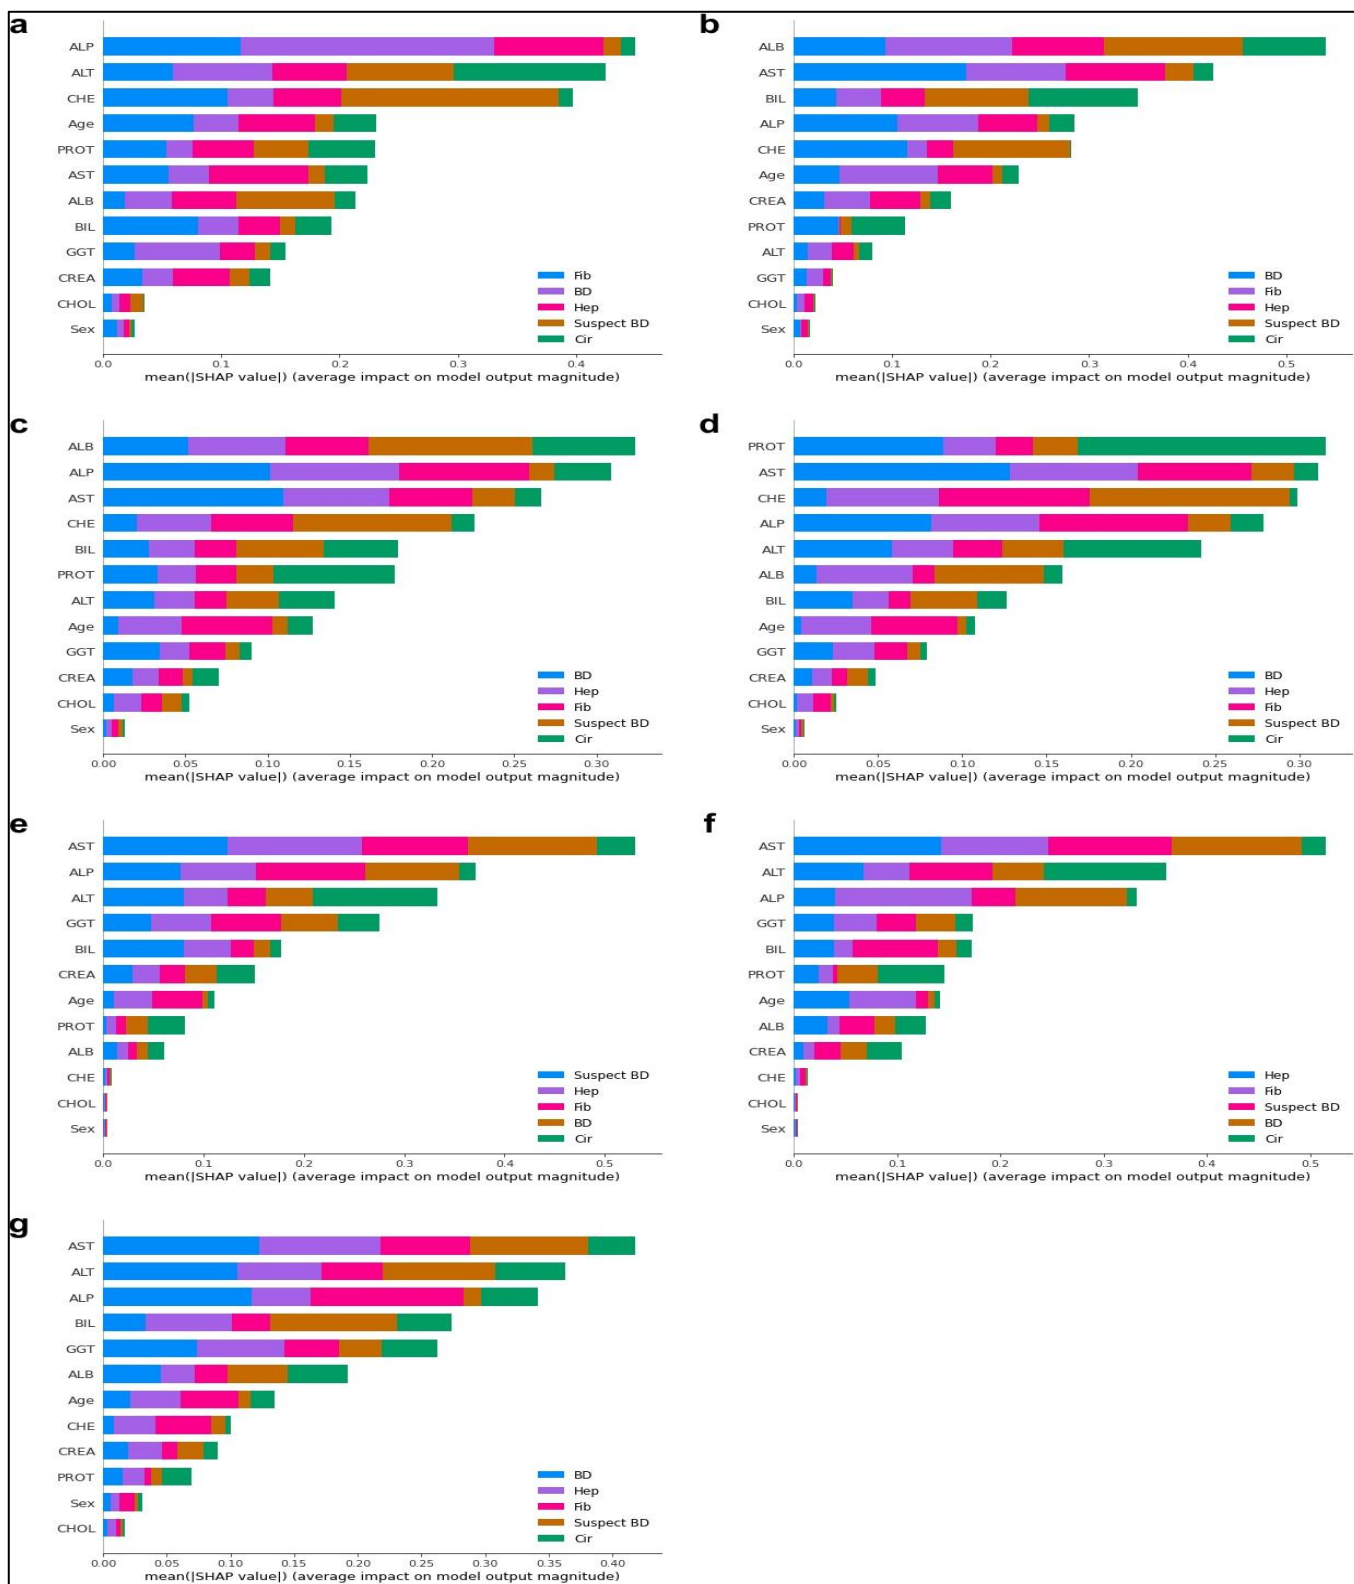 a
ALP
ALT
CHE
Age
PROT
AST
ALB
BIL
GGT
CREA
CHOL
Sex
Fib
BD
Hep
Suspect BD
Cir
0.0 0.1 0.2 0.3 0.4
mean(|SHAP value|) (average impact on model output magnitude)
b
ALB
AST
BIL
ALP
CHE
Age
CREA
PROT
ALT
GGT
CHOL
Sex
BD
Fib
Hep
Suspect BD
Cir
0.0 0.1 0.2 0.3 0.4 0.5
mean(|SHAP value|) (average impact on model output magnitude)
c
ALB
ALP
AST
CHE
BIL
PROT
ALT
Age
GGT
CREA
CHOL
Sex
BD
Hep
Fib
Suspect BD
Cir
0.00 0.05 0.10 0.15 0.20 0.25 0.30
mean(|SHAP value|) (average impact on model output magnitude)
d
PROT
AST
CHE
ALP
ALT
ALB
BIL
Age
GGT
CREA
CHOL
Sex
BD
Hep
Fib
Suspect BD
Cir
0.00 0.05 0.10 0.15 0.20 0.25 0.30
mean(|SHAP value|) (average impact on model output magnitude)
e
AST
ALP
ALT
GGT
BIL
CREA
Age
PROT
ALB
CHE
CHOL
Sex
Suspect BD
Hep
Fib
BD
Cir
0.0 0.1 0.2 0.3 0.4 0.5
mean(|SHAP value|) (average impact on model output magnitude)
f
AST
ALT
ALP
GGT
BIL
PROT
Age
ALB
CREA
CHE
CHOL
Sex
Hep
Fib
Suspect BD
BD
Cir
0.0 0.1 0.2 0.3 0.4 0.5
mean(|SHAP value|) (average impact on model output magnitude)
g
AST
ALT
ALP
BIL
GGT
ALB
Age
CHE
CREA
PROT
Sex
CHOL
BD
Hep
Fib
Suspect BD
Cir
0.00 0.05 0.10 0.15 0.20 0.25 0.30 0.35 0.40
mean(|SHAP value|) (average impact on model output magnitude)